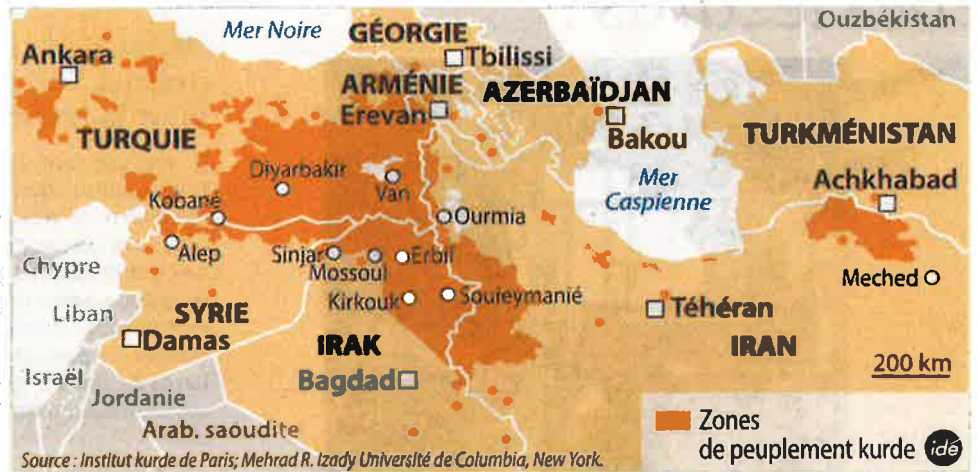 Ouzbékistan
Mer Noire
GÉORGIE
Ankara
Tbilissi
ARMÉNIE
AZERBAÏDJAN
Erevan
Bakou
TURQUIE
TURKMÉNISTAN
Diyarbakir
Van
Mer
Caspienne
Achkhabad
Kobané
Ourmia
Alep
Sinjar
Mossoul
Erbil
Chypre
Meched
Kirkouk
Souleymanié
Liban
SYRIE
Téhéran
Damas
IRAK
IRAN
Israël
Bagdad
200 km
Jordanie
Arab. saoudite
Zones
de peuplement kurde
idé
Source : Institut kurde de Paris; Mehrad R. Izady Université de Columbia, New York.